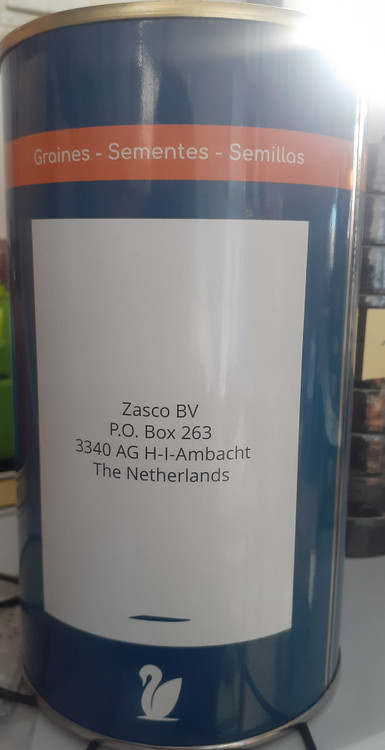 Graines - Sementes - Semillas
Zasco BV
P.O. Box 263
3340 AG H-I-Ambacht
The Netherlands